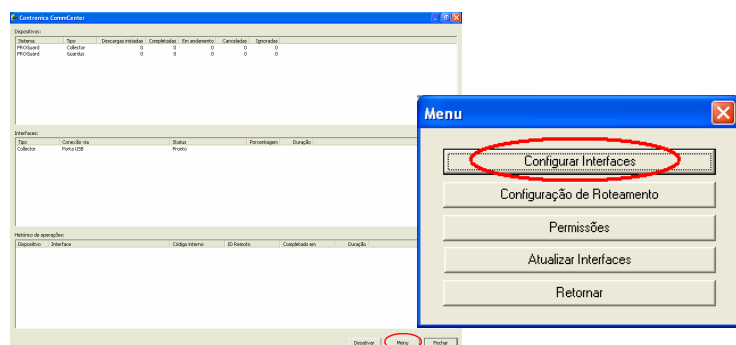 Contronics CommCenter
Dispositivos:
Sistema Tipo Descargas iniciadas Completadas Em andamento Canceladas Ignoradas
PROGuard Collector 0 0 0 0 0
PROGuard Guardus 0 0 0 0 0
Interfaces:
Tipo Conexão via Status Porcentagem Duração
Collector Porta USB Pronto
Histórico de operações:
Dispositivo Interface Código interno ID Remoto Completado em Duração
Desativar Menu Fechar
Menu
Configurar Interfaces
Configuração de Roteamento
Permissões
Atualizar Interfaces
Retornar